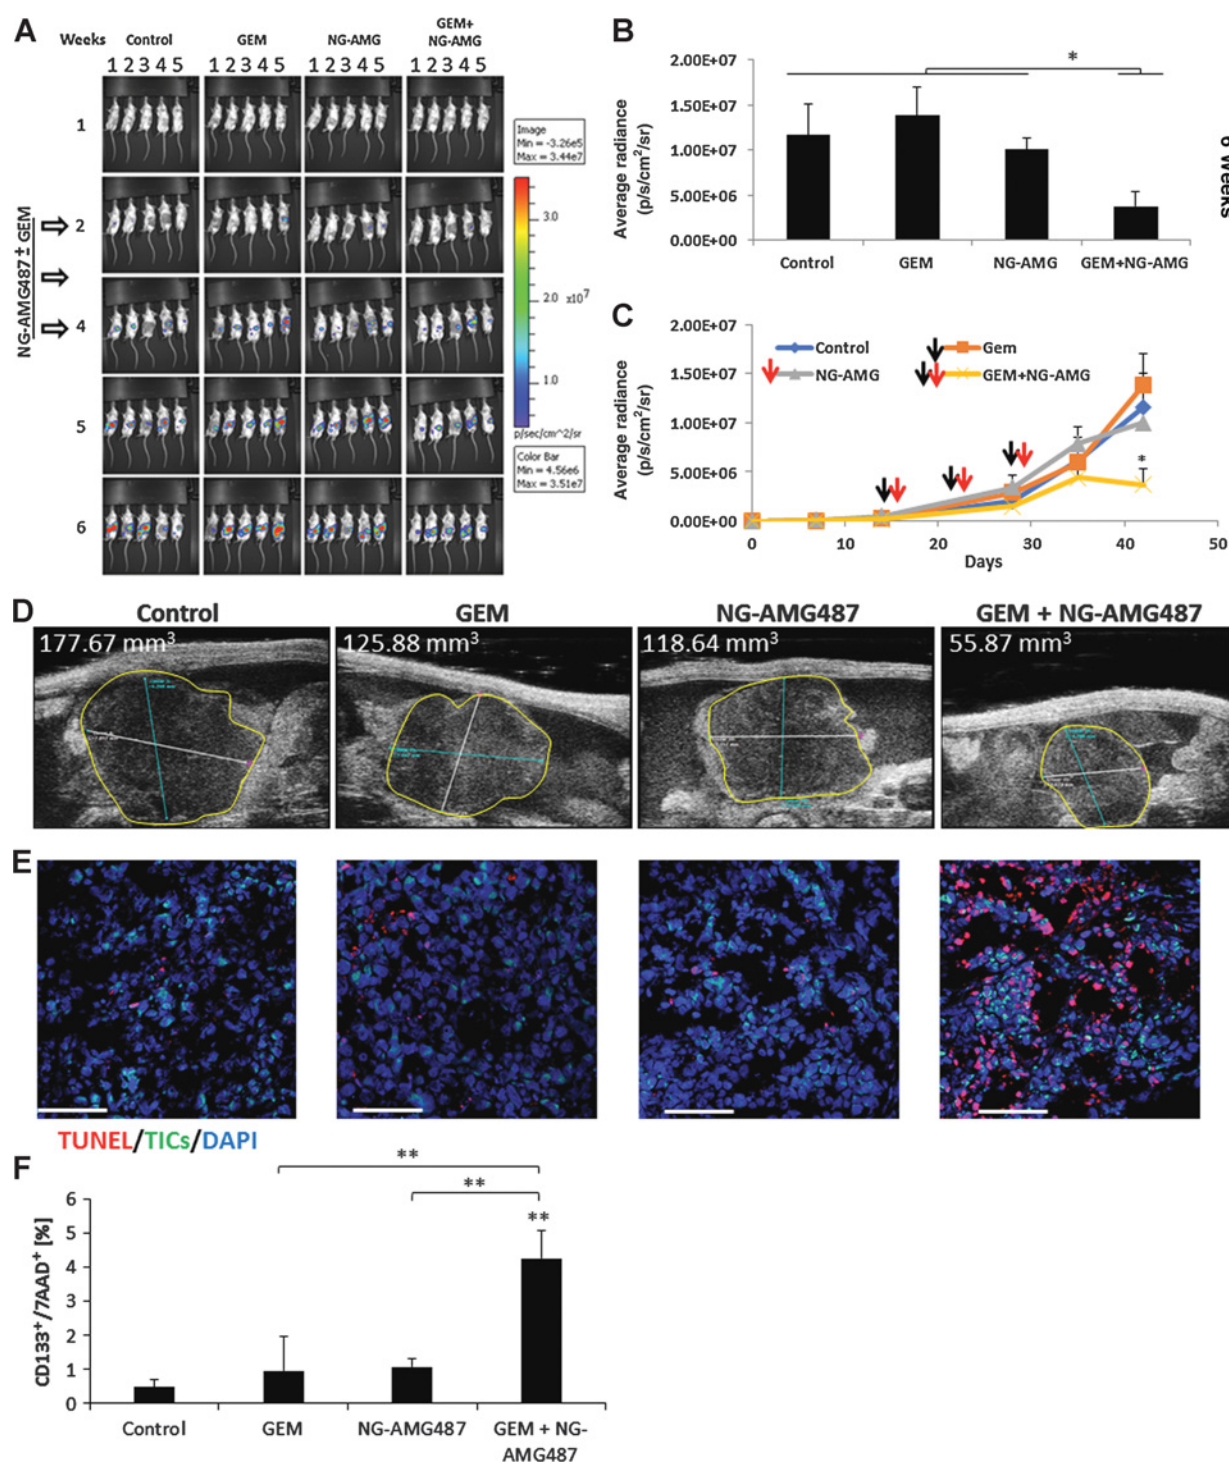 A
Weeks
Control
GEM
NG-AMG
GEM+
NG-AMG
1 2 3 4 5
1 2 3 4 5
1 2 3 4 5
1 2 3 4 5
1
2
4
5
6
NG-AMG487 ± GEM
Image
Min = -3.26e5
Max = 3.44e7
3.0
2.0
x10^7
1.0
p/sec/cm^2/sr
Color Bar
Min = 4.56e6
Max = 3.51e7
B
Average radiance
(p/s/cm²/sr)
2.00E+07
1.50E+07
1.00E+07
5.00E+06
0.00E+00
*
Control
GEM
NG-AMG
GEM+NG-AMG
6 Weeks
C
Average radiance
(p/s/cm²/sr)
2.00E+07
1.50E+07
1.00E+07
5.00E+06
0.00E+00
Control
Gem
NG-AMG
GEM+NG-AMG
*
0
10
20
30
40
50
Days
D
Control
GEM
NG-AMG487
GEM + NG-AMG487
177.67 mm³
125.88 mm³
118.64 mm³
55.87 mm³
E
TUNEL/TICs/DAPI
F
CD133⁺/7AAD⁺ [%]
6
5
4
3
2
1
0
**
**
**
Control
GEM
NG-AMG487
GEM + NG-
AMG487